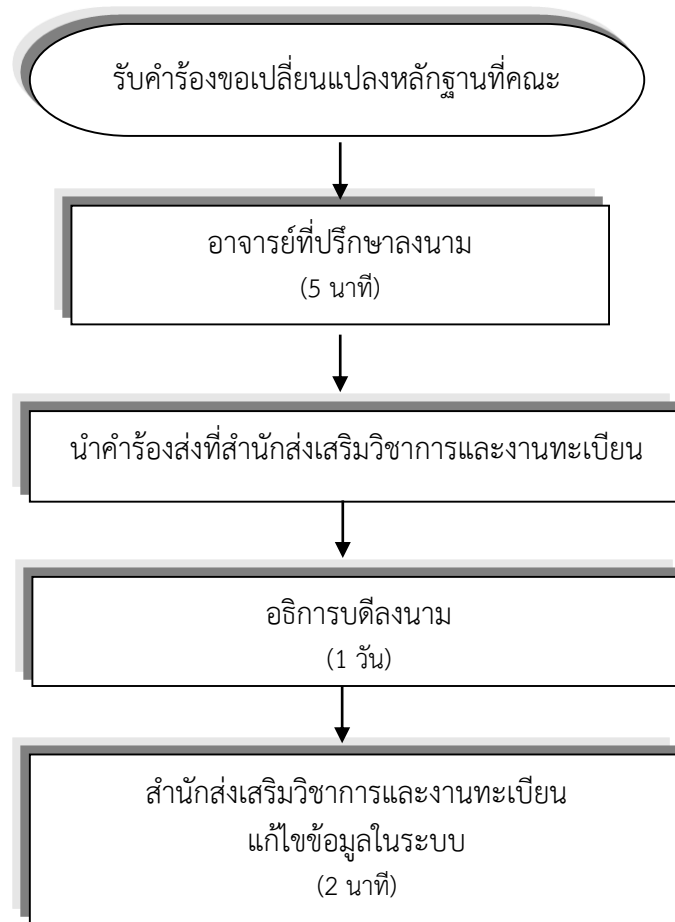 รับคำร้องขอเปลี่ยนแปลงหลักฐานที่คณะ
อาจารย์ที่ปรึกษาลงนาม
(5 นาที)
นำคำร้องส่งที่สำนักส่งเสริมวิชาการและงานทะเบียน
อธิการบดีลงนาม
(1 วัน)
สำนักส่งเสริมวิชาการและงานทะเบียน
แก้ไขข้อมูลในระบบ
(2 นาที)